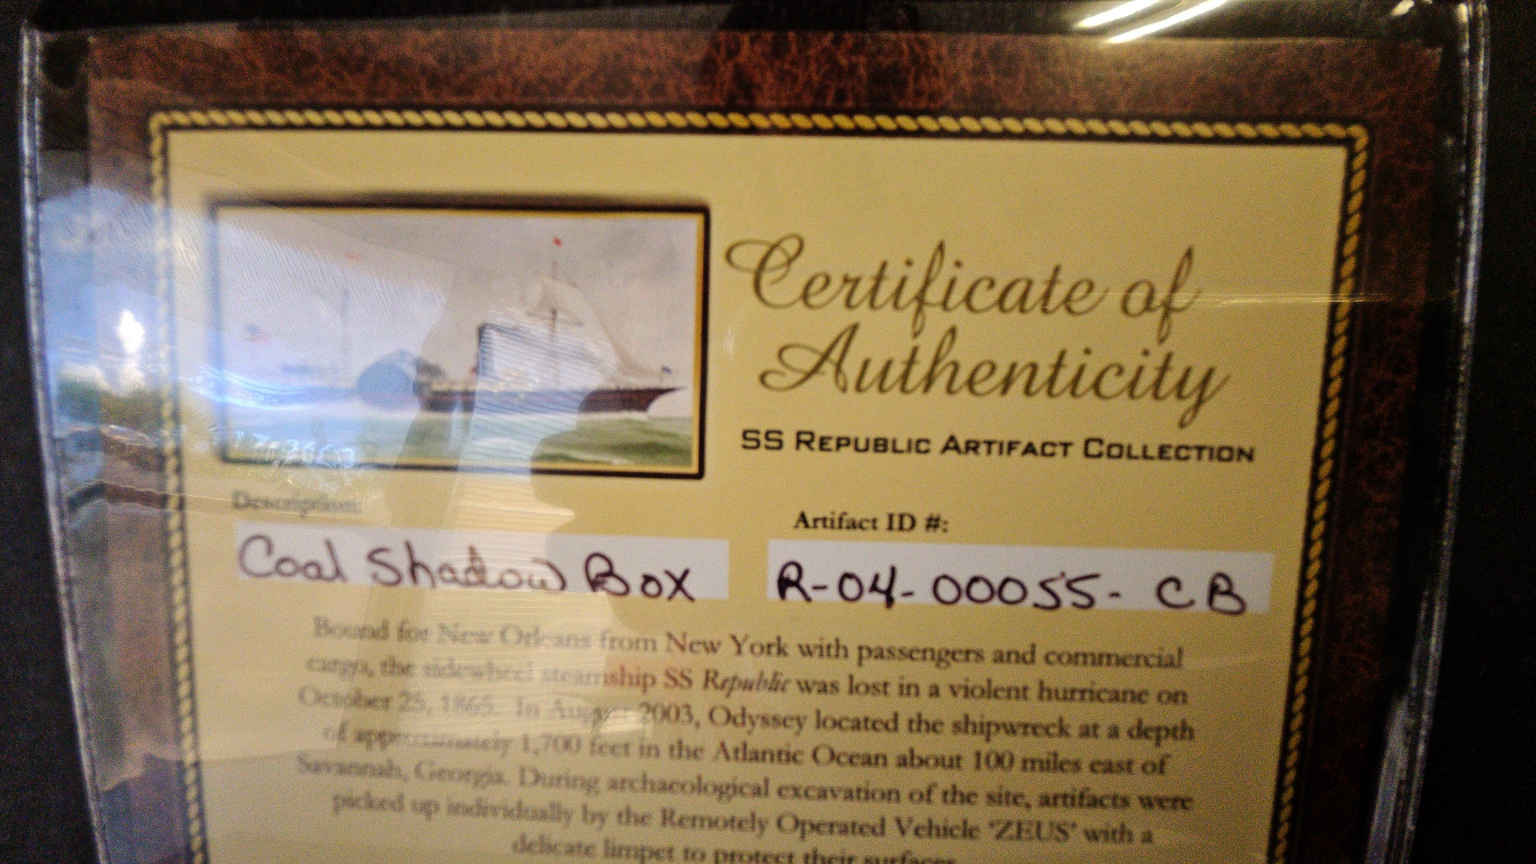 Certificate of
Authenticity
SS REPUBLIC ARTIFACT COLLECTION
Description:
Artifact ID #:
Coal Shadow Box
R-04-00055-CB
Bound for New Orleans from New York with passengers and commercial
cargo, the sidewheel steamship SS Republic was lost in a violent hurricane on
October 25, 1865. In August 2003, Odyssey located the shipwreck at a depth
of approximately 1,700 feet in the Atlantic Ocean about 100 miles east of
Savannah, Georgia. During archaeological excavation of the site, artifacts were
picked up individually by the Remotely Operated Vehicle "ZEUS" with a
delicate limpet to protect their surfaces